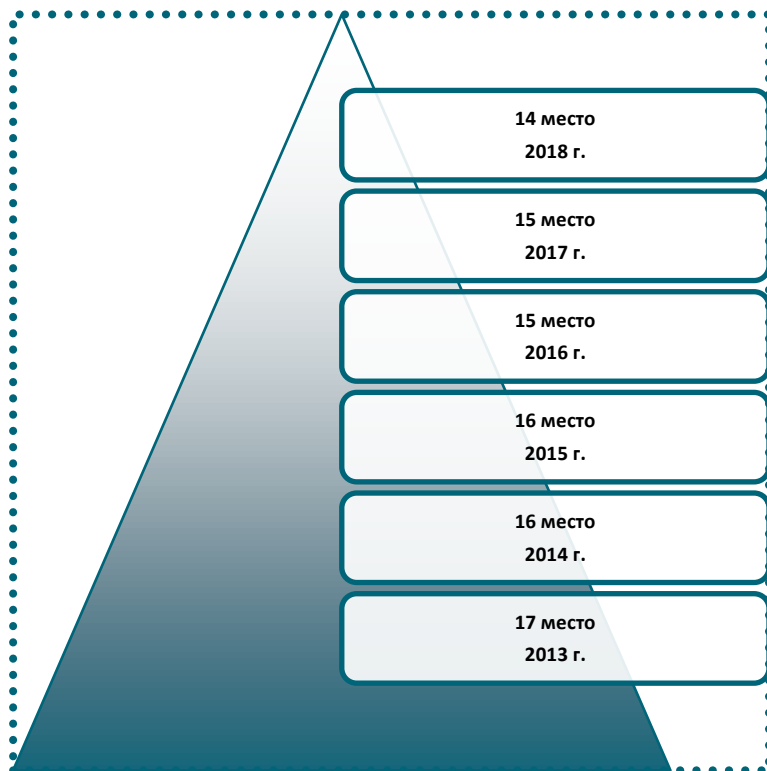 14 место
2018 г.
15 место
2017 г.
15 место
2016 г.
16 место
2015 г.
16 место
2014 г.
17 место
2013 г.